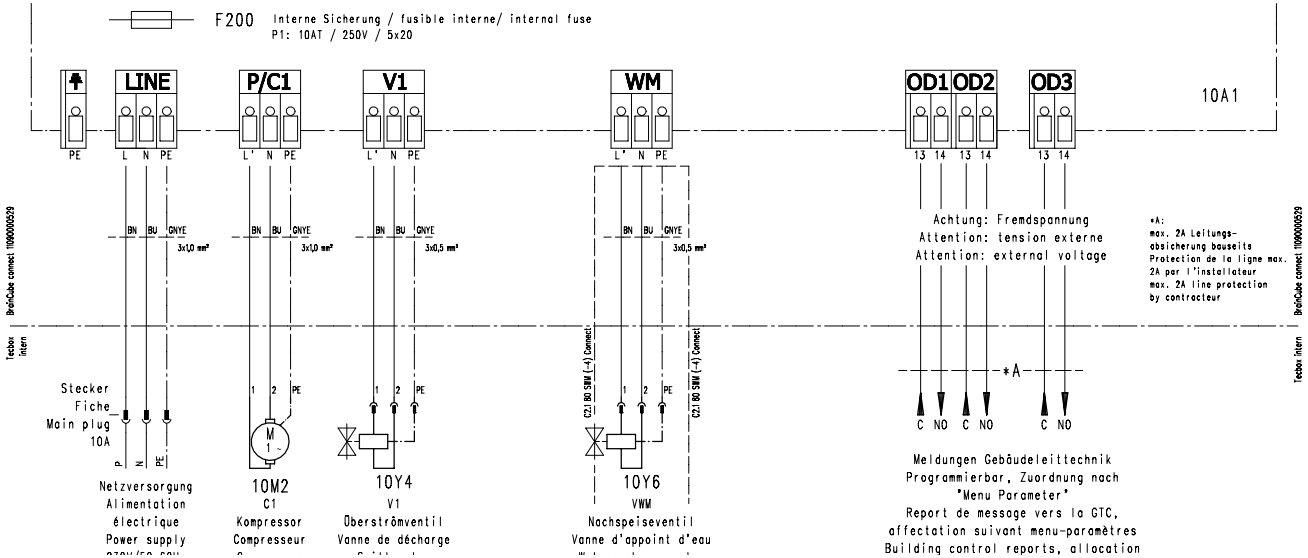 F200 Interne Sicherung / fusible interne/ internal fuse
P1: 10AT / 250V / 5x20
LINE P/C1 V1 WM OD1 OD2 OD3
10A1
PE L N PE L' N PE L' N PE L' N PE 13 14 13 14 13 14
BN BU GNYE
3x1,0 mm²
BN BU GNYE
3x1,0 mm²
BN BU GNYE
3x0,5 mm²
BN BU GNYE
3x0,5 mm²
BrainCube connect 11090000529
Tecbox
intern
Achtung: Fremdspannung
Attention: tension externe
Attention: external voltage
*A:
max. 2A Leitungs-
absicherung bauseits
Protection de la ligne max.
2A par l'installateur
max. 2A line protection
by contracteur
BrainCube connect 11090000529
Tecbox intern
C2.1 80 SWM (-4) Connect
C2.1 80 SWM (-4) Connect
Stecker
Fiche
Main plug
10A
P N PE
1 2 PE
M
1 ~
1 2 PE
1 2 PE
*A
C NO C NO C NO
Netzversorgung
Alimentation
électrique
Power supply
230V/50-60Hz
10M2
C1
Kompressor
Compresseur
10Y4
V1
Überströmventil
Vanne de décharge
10Y6
VWM
Nachspeiseventil
Vanne d'appoint d'eau
Meldungen Gebäudeleittechnik
Programmierbar, Zuordnung nach
"Menu Parameter"
Report de message vers la GTC,
affectation suivant menu-paramètres
Building control reports, allocation